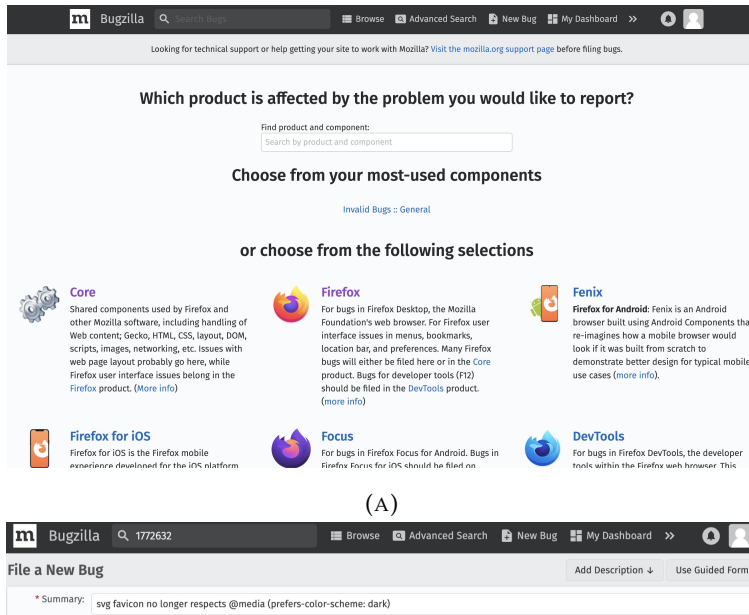 m Bugzilla Search Bugs Browse Advanced Search New Bug My Dashboard »
Looking for technical support or help getting your site to work with Mozilla? Visit the mozilla.org support page before filing bugs.
Which product is affected by the problem you would like to report?
Find product and component:
Search by product and component
Choose from your most-used components
Invalid Bugs :: General
or choose from the following selections
Core
Shared components used by Firefox and
other Mozilla software, including handling of
Web content; Gecko, HTML, CSS, layout, DOM,
scripts, images, networking, etc. Issues with
web page layout probably go here, while
Firefox user interface issues belong in the
Firefox product. (More info)
Firefox
For bugs in Firefox Desktop, the Mozilla
Foundation's web browser. For Firefox user
interface issues in menus, bookmarks,
location bar, and preferences. Many Firefox
bugs will either be filed here or in the Core
product. Bugs for developer tools (F12)
should be filed in the DevTools product.
(more info)
Fenix
Firefox for Android: Fenix is an Android
browser built using Android Components tha
re-imagines how a mobile browser would
look if it was built from scratch to
demonstrate better design for typical mobile
use cases (more info).
Firefox for iOS
Firefox for iOS is the Firefox mobile
experience developed for the iOS platform
Focus
For bugs in Firefox Focus for Android. Bugs in
Firefox Focus for iOS should be filed on
DevTools
For bugs in Firefox DevTools, the developer
tools within the Firefox web browser. This
(A)
m Bugzilla 1772632 Browse Advanced Search New Bug My Dashboard »
File a New Bug Add Description ↓ Use Guided Form
* Summary: svg favicon no longer respects @media (prefers-color-scheme: dark)